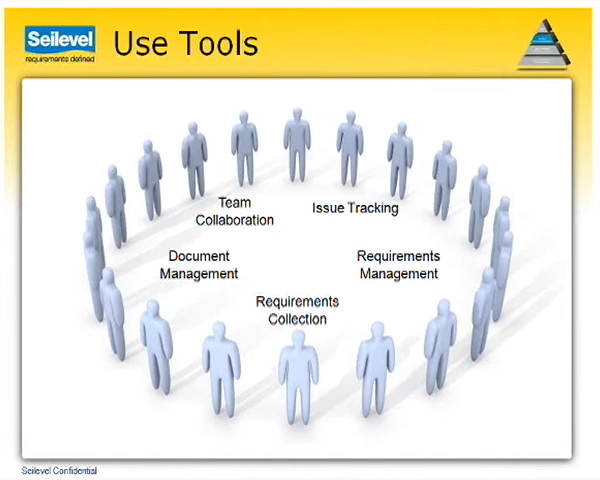 Seilevel
requirements defined
Use Tools
Team
Collaboration
Issue Tracking
Document
Management
Requirements
Management
Requirements
Collection
Seilevel Confidential